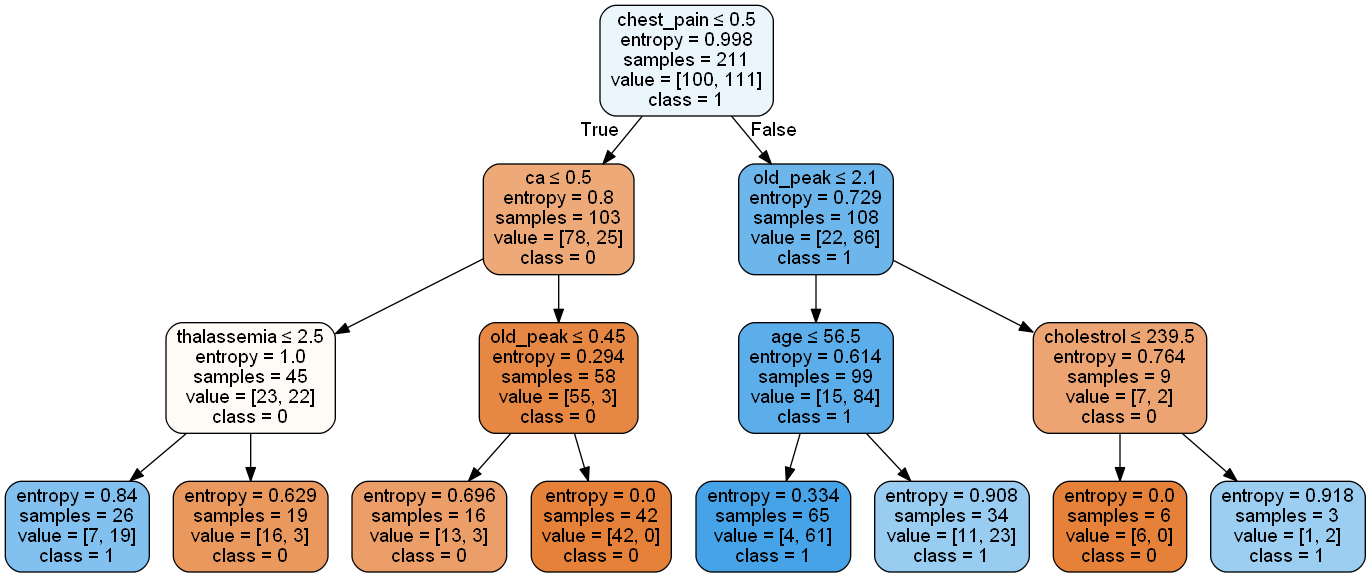 chest_pain ≤ 0.5
entropy = 0.998
samples = 211
value = [100, 111]
class = 1
True
False
ca ≤ 0.5
entropy = 0.8
samples = 103
value = [78, 25]
class = 0
old_peak ≤ 2.1
entropy = 0.729
samples = 108
value = [22, 86]
class = 1
thalassemia ≤ 2.5
entropy = 1.0
samples = 45
value = [23, 22]
class = 0
old_peak ≤ 0.45
entropy = 0.294
samples = 58
value = [55, 3]
class = 0
age ≤ 56.5
entropy = 0.614
samples = 99
value = [15, 84]
class = 1
cholestrol ≤ 239.5
entropy = 0.764
samples = 9
value = [7, 2]
class = 0
entropy = 0.84
samples = 26
value = [7, 19]
class = 1
entropy = 0.629
samples = 19
value = [16, 3]
class = 0
entropy = 0.696
samples = 16
value = [13, 3]
class = 0
entropy = 0.0
samples = 42
value = [42, 0]
class = 0
entropy = 0.334
samples = 65
value = [4, 61]
class = 1
entropy = 0.908
samples = 34
value = [11, 23]
class = 1
entropy = 0.0
samples = 6
value = [6, 0]
class = 0
entropy = 0.918
samples = 3
value = [1, 2]
class = 1